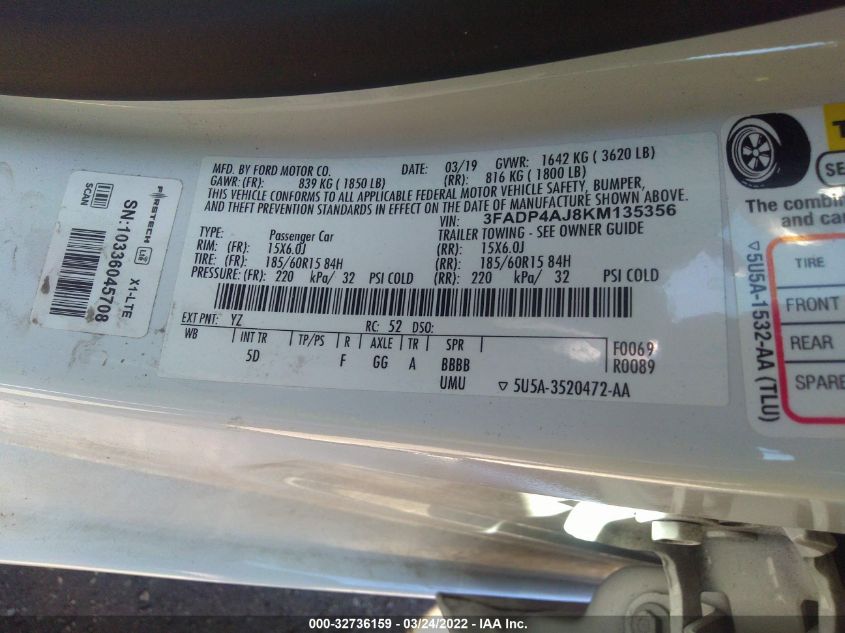 SCAN
FIRSTECH
X1-LTE
SN:10336045708
MFD. BY FORD MOTOR CO.
DATE: 03/19 GVWR: 1642 KG ( 3620 LB)
GAWR: (FR): 839 KG ( 1850 LB) (RR): 816 KG ( 1800 LB)
THIS VEHICLE CONFORMS TO ALL APPLICABLE FEDERAL MOTOR VEHICLE SAFETY, BUMPER,
AND THEFT PREVENTION STANDARDS IN EFFECT ON THE DATE OF MANUFACTURE SHOWN ABOVE.
VIN: 3FADP4AJ8KM135356
TYPE: Passenger Car TRAILER TOWING - SEE OWNER GUIDE
RIM: (FR): 15X6.0J (RR): 15X6.0J
TIRE: (FR): 185/60R15 84H (RR): 185/60R15 84H
PRESSURE: (FR): 220 kPa/ 32 PSI COLD (RR): 220 kPa/ 32 PSI COLD
EXT PNT: YZ RC: 52 DSO:
WB INT TR TP/PS R AXLE TR SPR
5D F GG A BBBB
UMU
F0069
R0089
▽5U5A-3520472-AA
▽5U5A-1532-AA (TLU)
The combin
and ca
TIRE
FRONT
REAR
SPARE
000-32736159 - 03/24/2022 - IAA Inc.